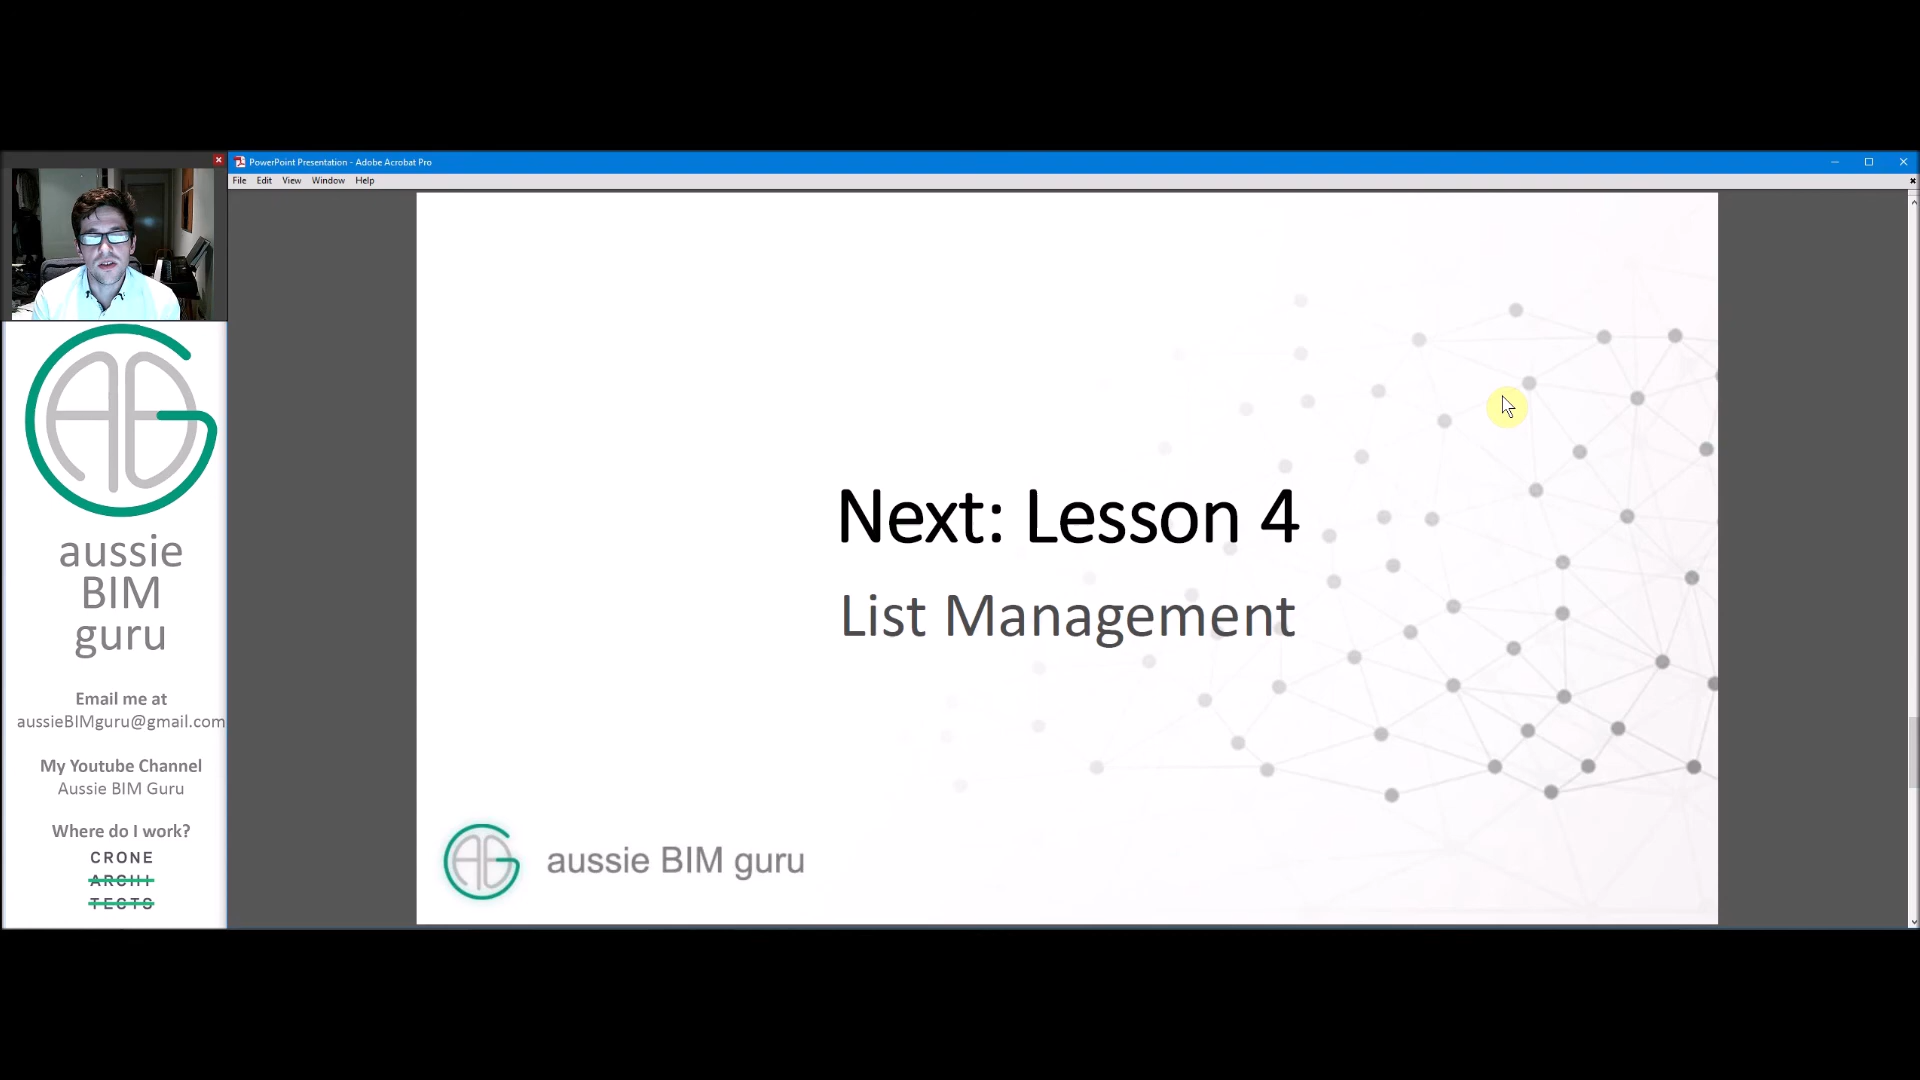 PowerPoint Presentation - Adobe Acrobat Pro
File Edit View Window Help
aussie
BIM
guru
Email me at
aussieBIMguru@gmail.com
My Youtube Channel
Aussie BIM Guru
Where do I work?
CRONE
ARCHI
TECTS
Next: Lesson 4
List Management
aussie BIM guru